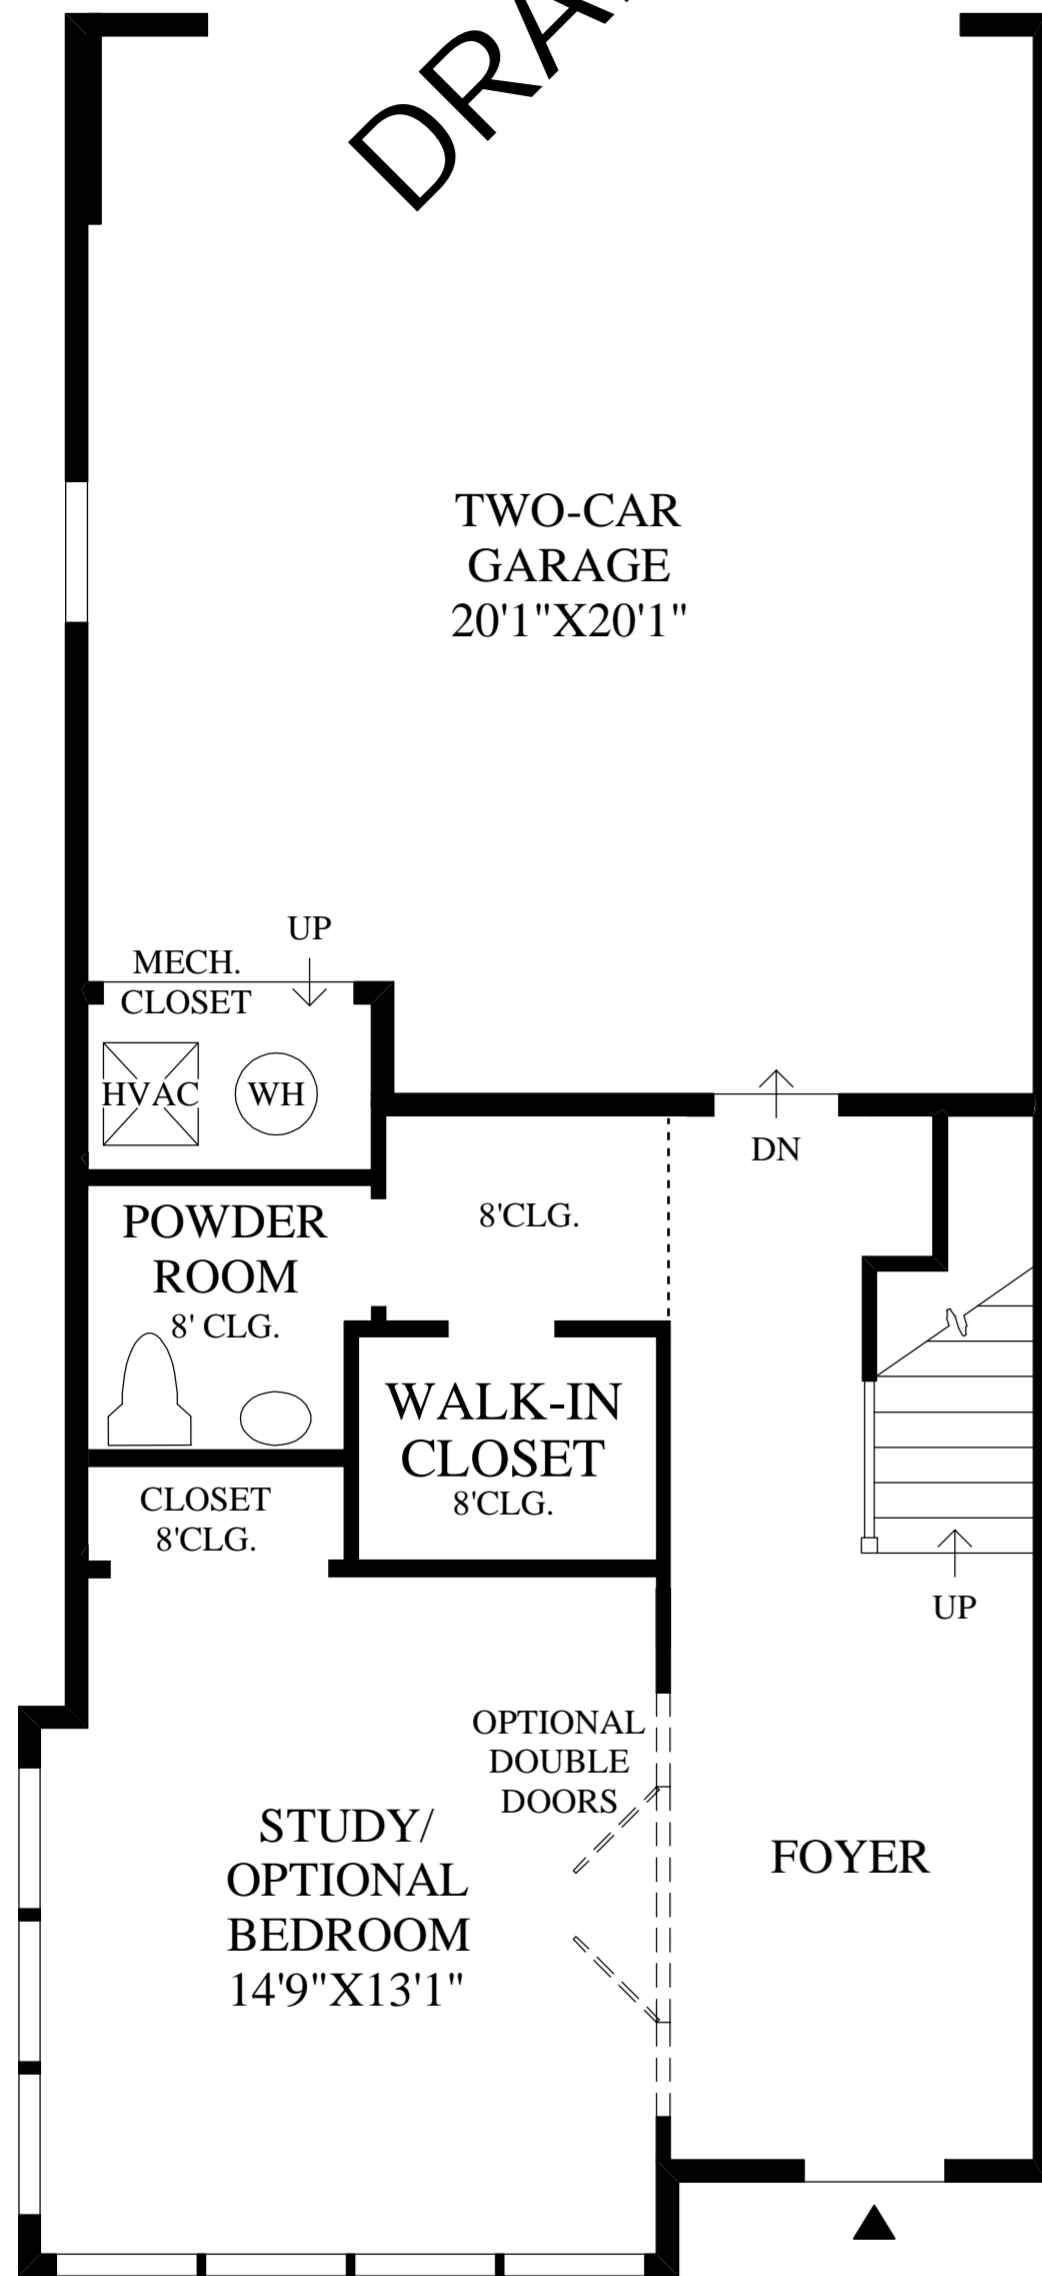 DRA
TWO-CAR
GARAGE
20'1"X20'1"
UP
MECH.
CLOSET
HVAC
WH
DN
8'CLG.
POWDER
ROOM
8' CLG.
WALK-IN
CLOSET
8'CLG.
CLOSET
8'CLG.
UP
OPTIONAL
DOUBLE
DOORS
STUDY/
OPTIONAL
BEDROOM
14'9"X13'1"
FOYER